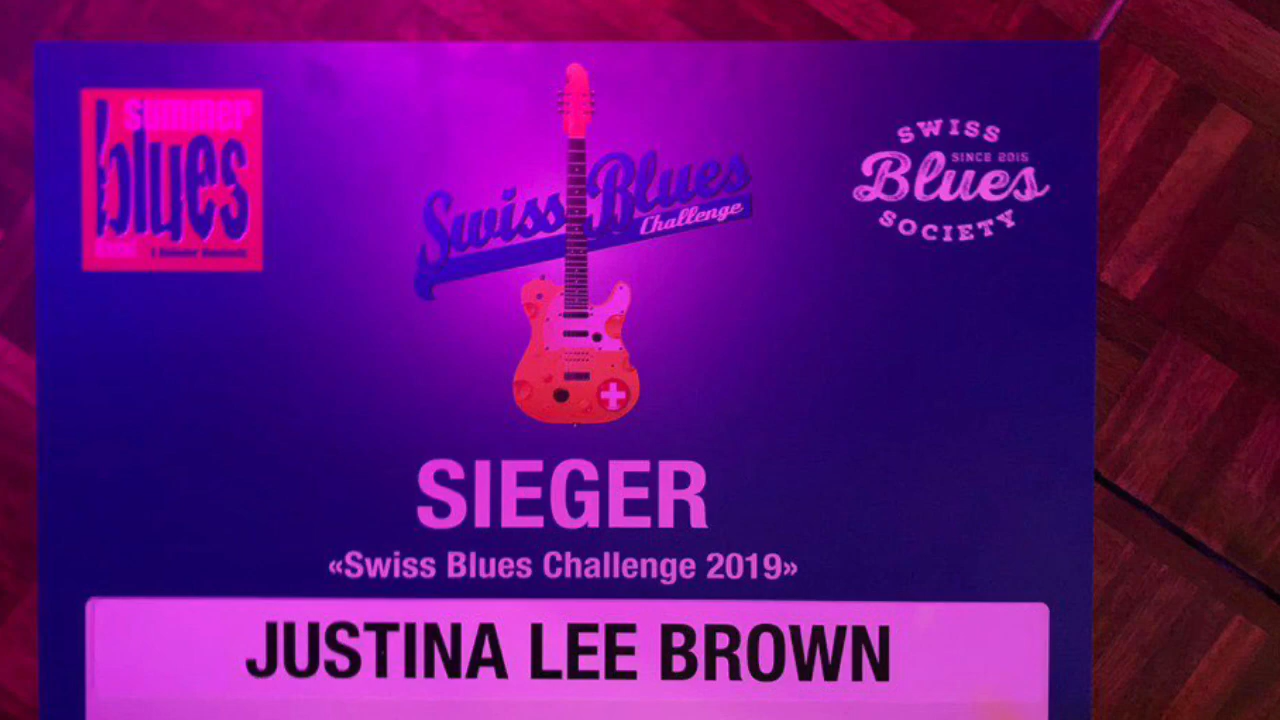 summer
blues
Swiss Blues
Challenge
SWISS
SINCE 2015
Blues
SOCIETY
SIEGER
«Swiss Blues Challenge 2019»
JUSTINA LEE BROWN